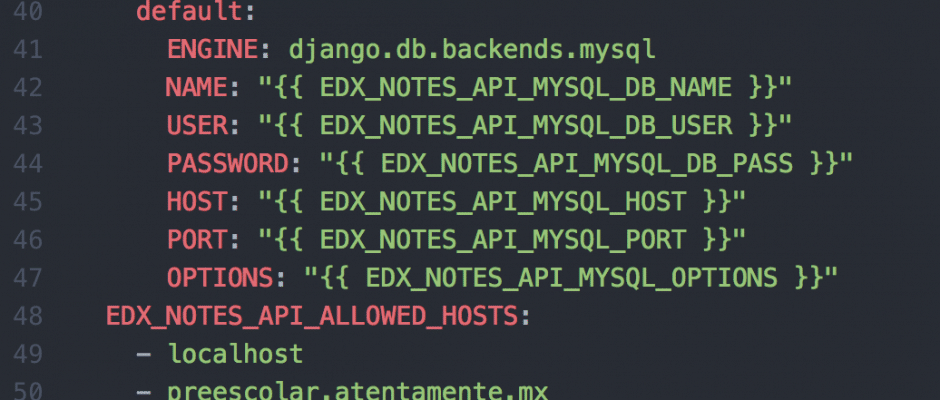 40 default:
41 ENGINE: django.db.backends.mysql
42 NAME: "{{ EDX_NOTES_API_MYSQL_DB_NAME }}"
43 USER: "{{ EDX_NOTES_API_MYSQL_DB_USER }}"
44 PASSWORD: "{{ EDX_NOTES_API_MYSQL_DB_PASS }}"
45 HOST: "{{ EDX_NOTES_API_MYSQL_HOST }}"
46 PORT: "{{ EDX_NOTES_API_MYSQL_PORT }}"
47 OPTIONS: "{{ EDX_NOTES_API_MYSQL_OPTIONS }}"
48 EDX_NOTES_API_ALLOWED_HOSTS:
49 - localhost
50 - preescolar.atentamente.mx